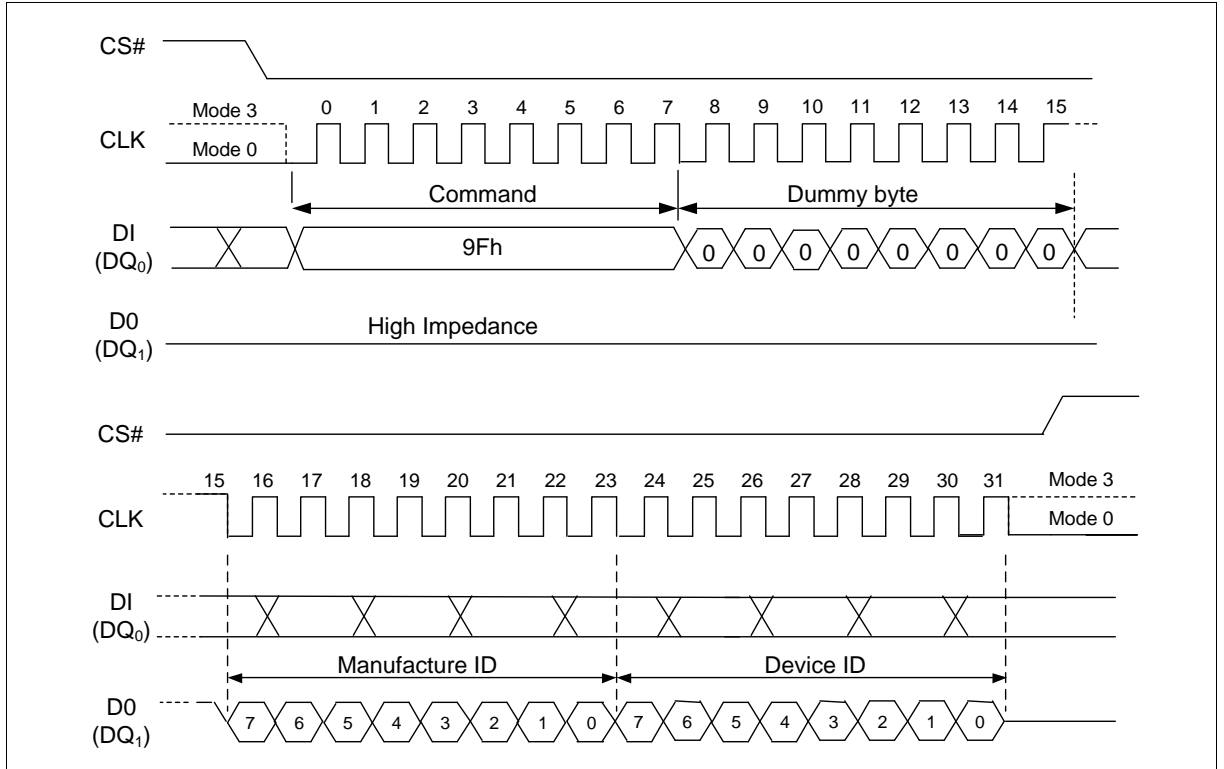 CS#
Mode 3 0 1 2 3 4 5 6 7 8 9 10 11 12 13 14 15
CLK
Mode 0
Command Dummy byte
DI
(DQ0) 9Fh 0 0 0 0 0 0 0 0
D0
(DQ1) High Impedance
CS#
15 16 17 18 19 20 21 22 23 24 25 26 27 28 29 30 31 Mode 3
CLK Mode 0
DI
(DQ0)
Manufacture ID Device ID
D0
(DQ1) 7 6 5 4 3 2 1 0 7 6 5 4 3 2 1 0